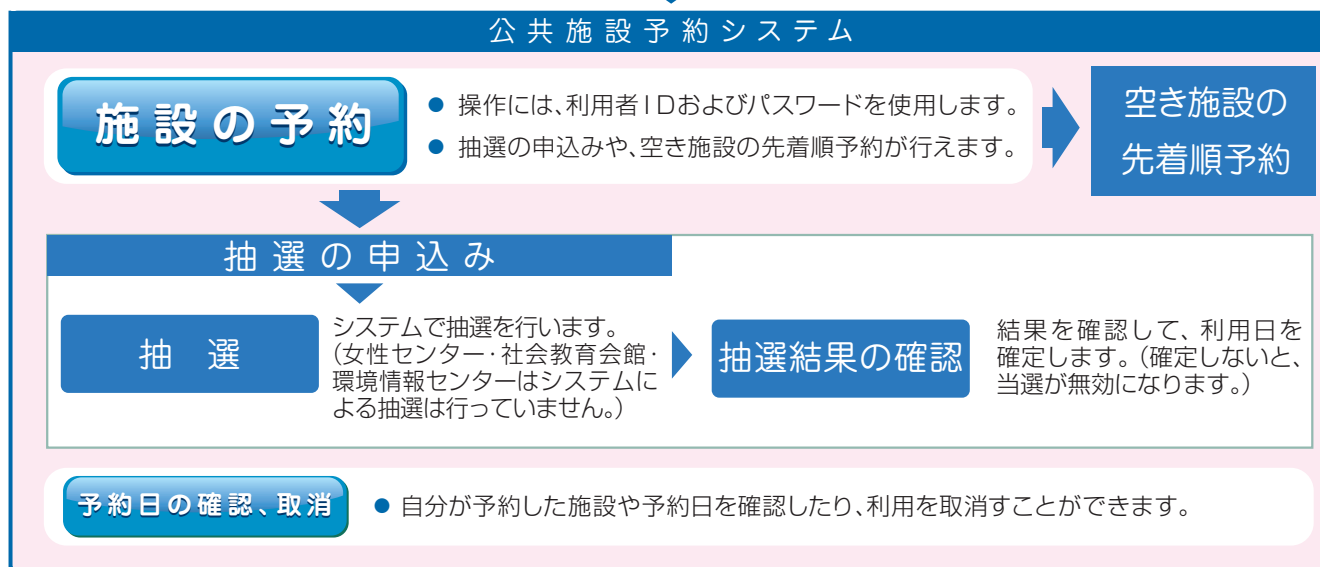 公共施設予約システム
施設の予約
● 操作には、利用者IDおよびパスワードを使用します。
● 抽選の申込みや、空き施設の先着順予約が行えます。
空き施設の
先着順予約
抽選の申込み
抽選
システムで抽選を行います。
(女性センター・社会教育会館・
環境情報センターはシステムに
よる抽選は行っていません。)
抽選結果の確認
結果を確認して、利用日を
確定します。(確定しないと、
当選が無効になります。)
予約日の確認、取消
● 自分が予約した施設や予約日を確認したり、利用を取消すことができます。